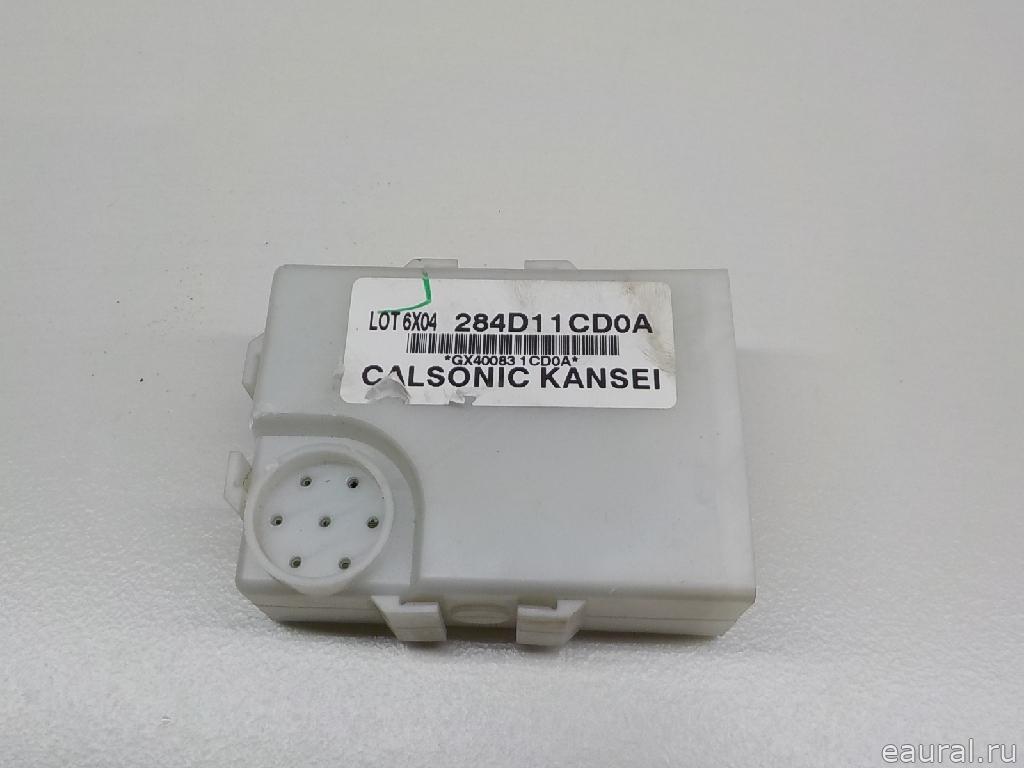 LOT 6X04 284D11CD0A
*GX40083 1CD0A*
CALSONIC KANSEI
eaural.ru